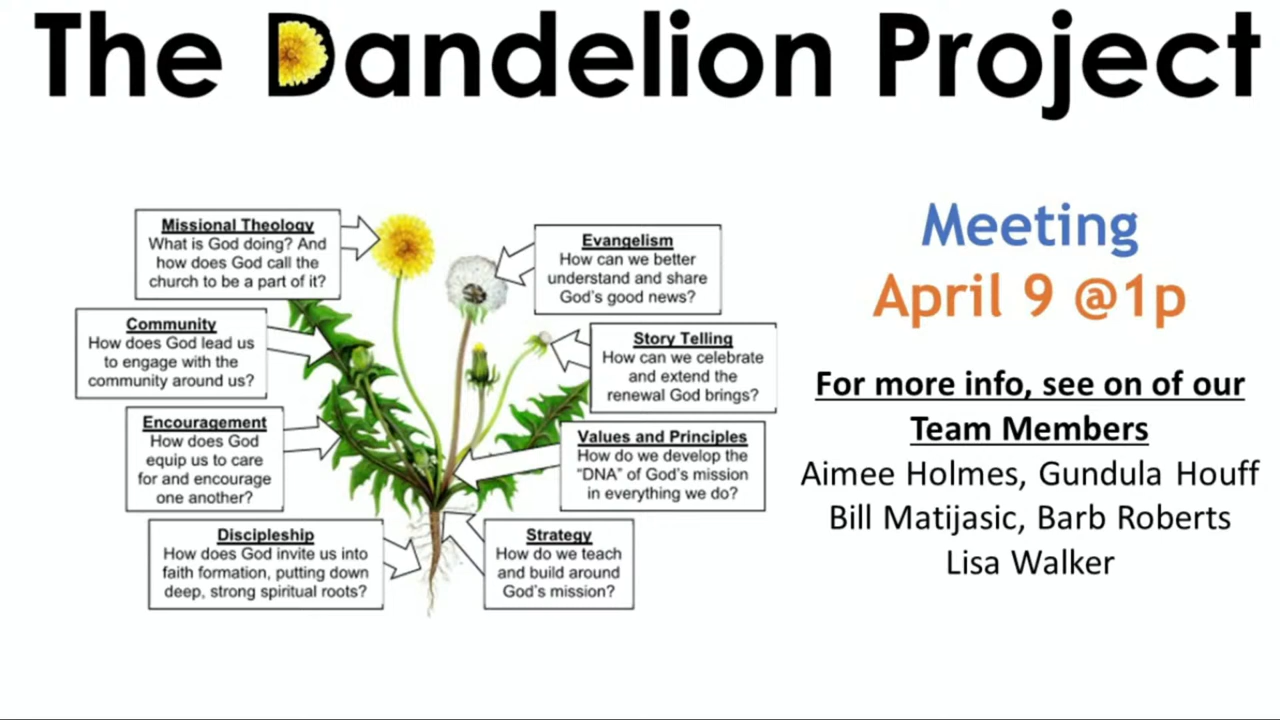 The Dandelion Project
Missional Theology
What is God doing? And
how does God call the
church to be a part of it?
Community
How does God lead us
to engage with the
community around us?
Encouragement
How does God
equip us to care
for and encourage
one another?
Discipleship
How does God invite us into
faith formation, putting down
deep, strong spiritual roots?
Evangelism
How can we better
understand and share
God's good news?
Story Telling
How can we celebrate
and extend the
renewal God brings?
Values and Principles
How do we develop the
"DNA" of God's mission
in everything we do?
Strategy
How do we teach
and build around
God's mission?
Meeting
April 9 @1p
For more info, see on of our
Team Members
Aimee Holmes, Gundula Houff
Bill Matijasic, Barb Roberts
Lisa Walker